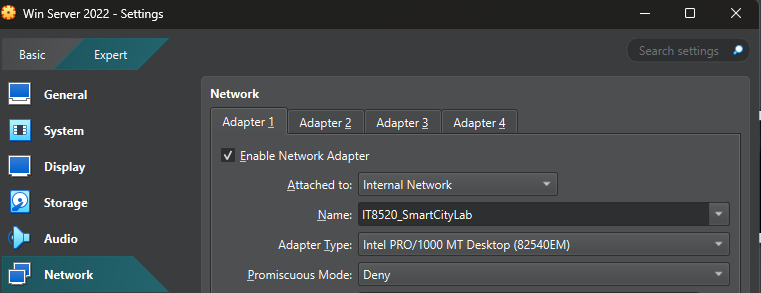 Win Server 2022 - Settings
Basic Expert Search settings
General
System
Display
Storage
Audio
Network
Network
Adapter 1 Adapter 2 Adapter 3 Adapter 4
Enable Network Adapter
Attached to: Internal Network
Name: IT8520_SmartCityLab
Adapter Type: Intel PRO/1000 MT Desktop (82540EM)
Promiscuous Mode: Deny